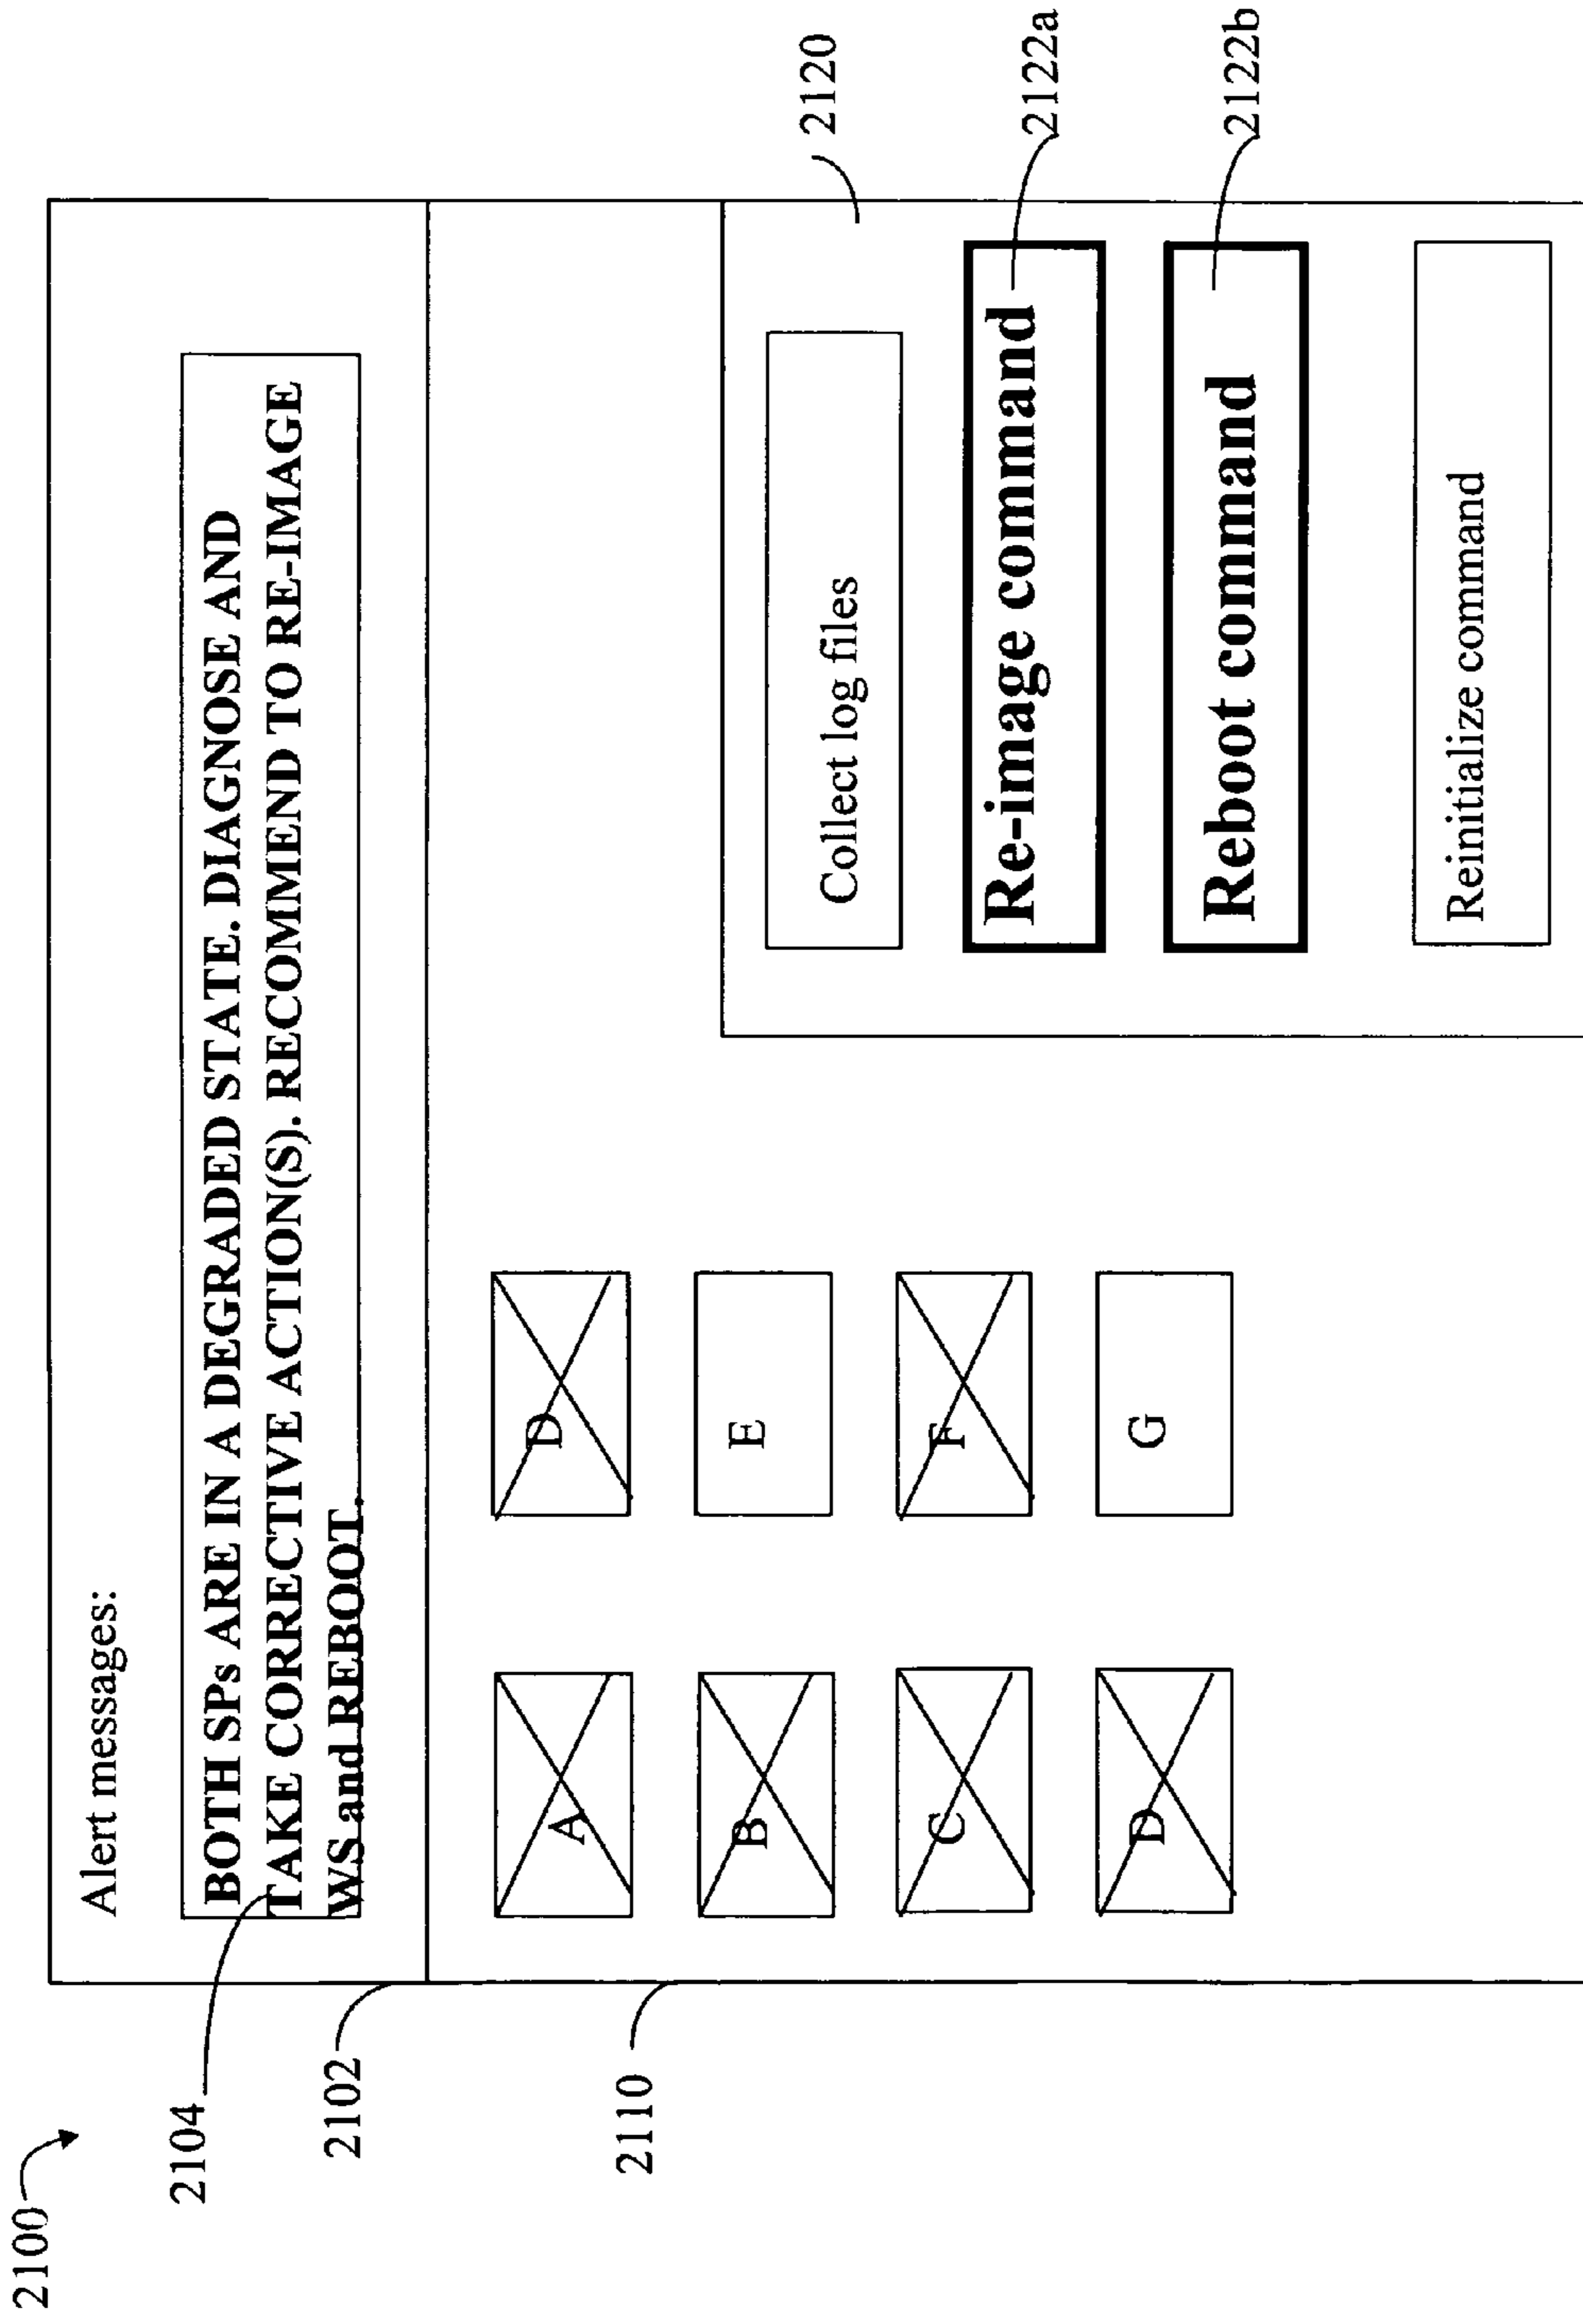 2100
Alert messages:
2104
BOTH SPs ARE IN A DEGRADED STATE. DIAGNOSE AND
TAKE CORRECTIVE ACTION(S). RECOMMEND TO RE-IMAGE
WS and REBOOT.
2102
2110
A
D
B
E
C
F
D
G
2120
Collect log files
Re-image command
2122a
Reboot command
2122b
Reinitialize command